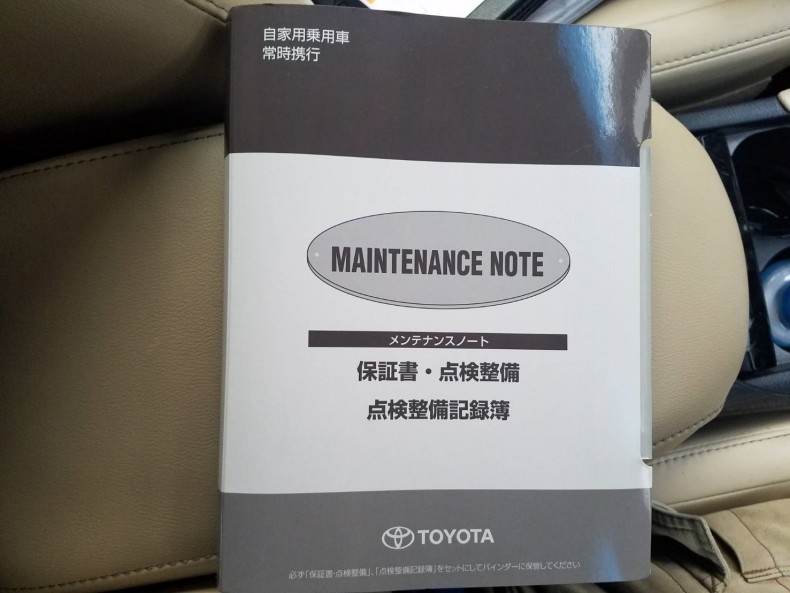 自家用乗用車
常時携行
MAINTENANCE NOTE
メンテナンスノート
保証書・点検整備
点検整備記録簿
TOYOTA
必ず「保証書・点検整備」、「点検整備記録簿」をセットにしてバインダーに保管してください